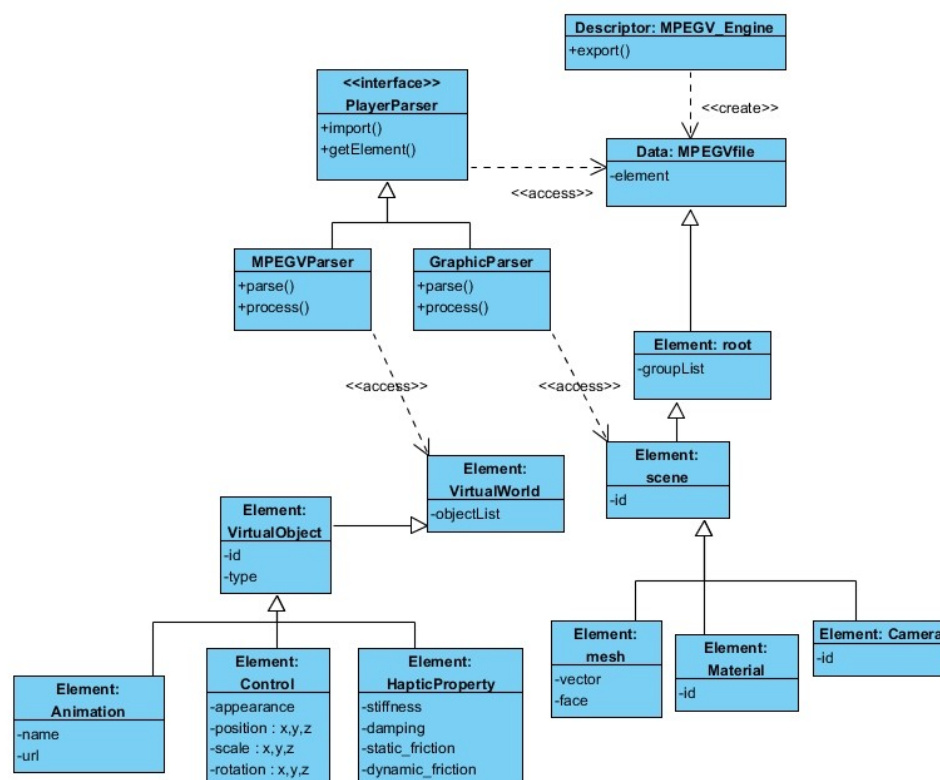 Descriptor: MPEGV_Engine
+export()
<<create>>
<<interface>>
PlayerParser
+import()
+getElement()
<<access>>
Data: MPEGVfile
-element
MPEGVParser
+parse()
+process()
GraphicParser
+parse()
+process()
Element: root
-groupList
<<access>>
<<access>>
Element:
VirtualWorld
-objectList
Element:
scene
-id
Element:
VirtualObject
-id
-type
Element:
mesh
-vector
-face
Element:
Material
-id
Element: Camera
-id
Element:
Animation
-name
-url
Element:
Control
-appearance
-position : x,y,z
-scale : x,y,z
-rotation : x,y,z
Element:
HapticProperty
-stiffness
-damping
-static_friction
-dynamic_friction